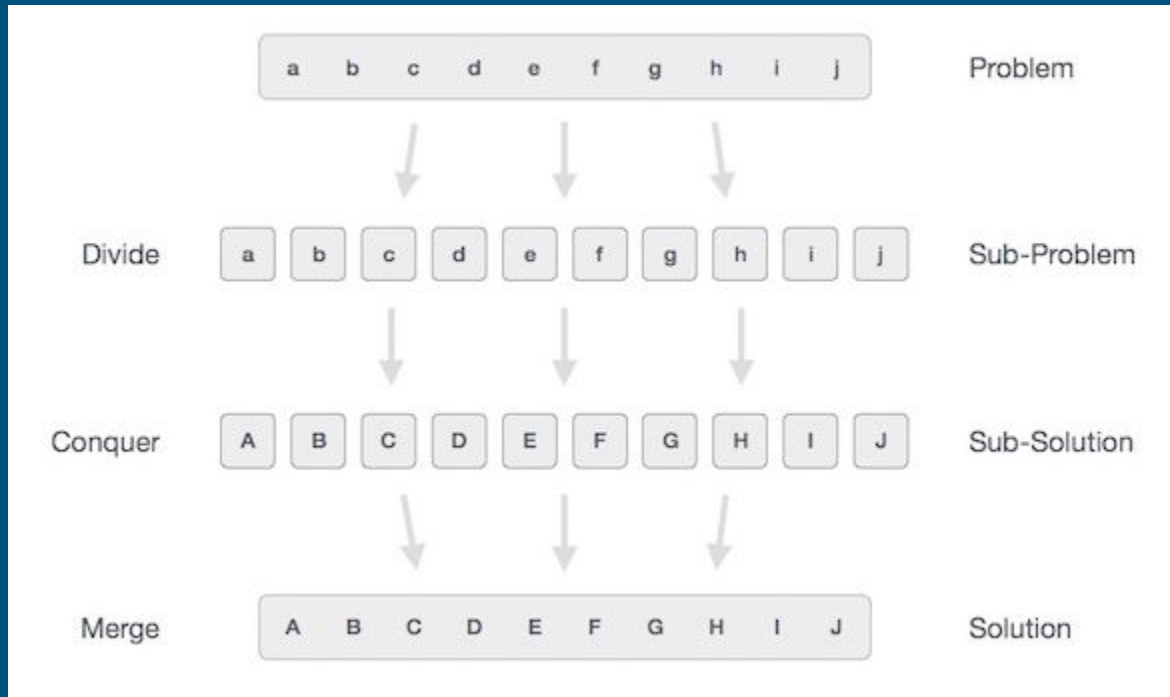 a b c d e f g h i j Problem
Divide a b c d e f g h i j Sub-Problem
Conquer A B C D E F G H I J Sub-Solution
Merge A B C D E F G H I J Solution